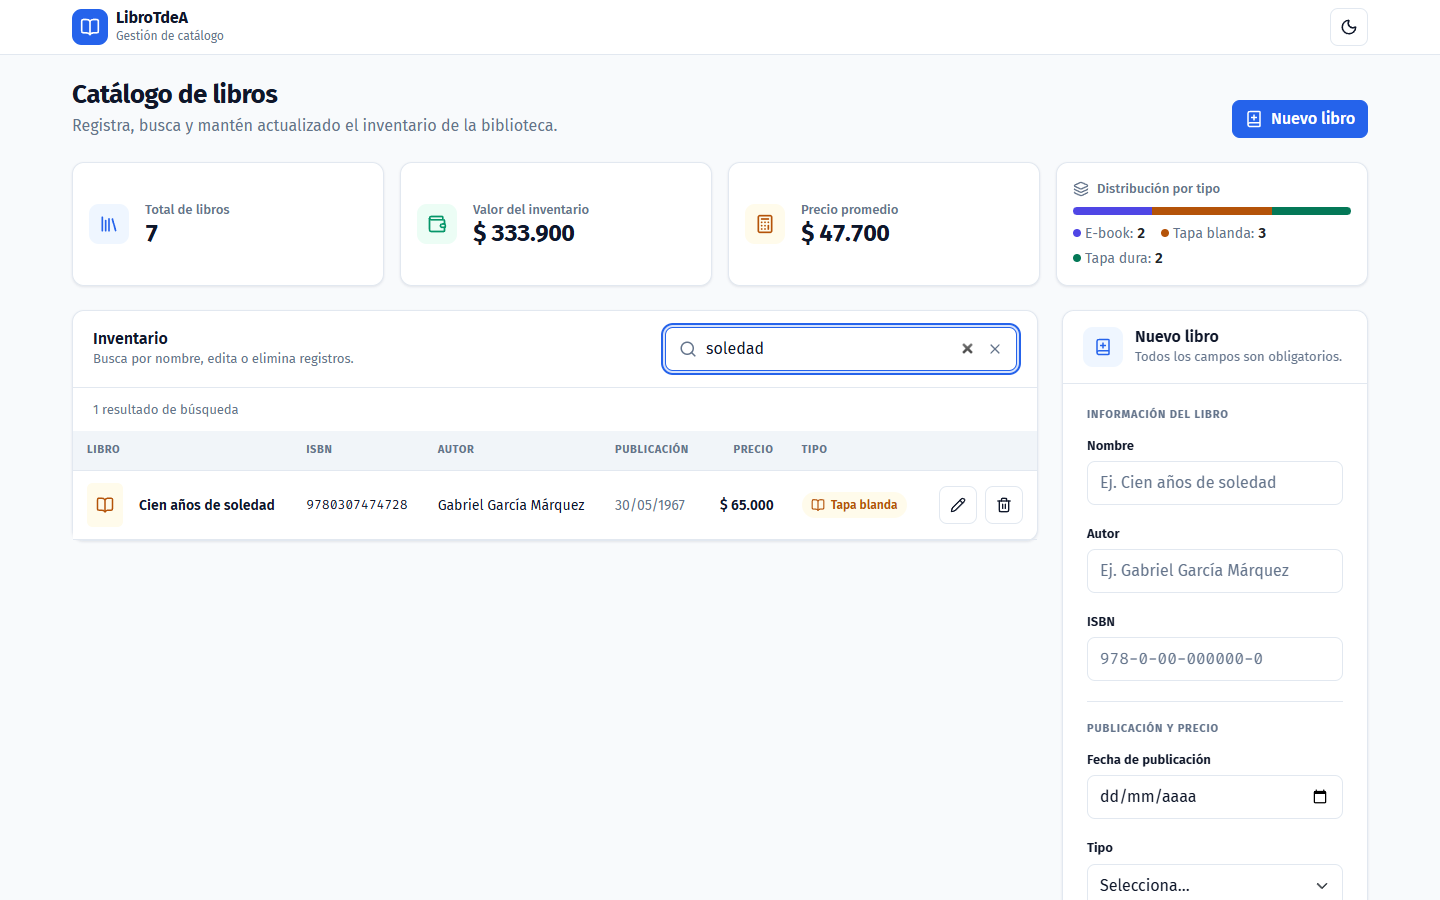 LibroTdeA
Gestión de catálogo
Catálogo de libros
Registra, busca y mantén actualizado el inventario de la biblioteca.
Nuevo libro
Total de libros
7
Valor del inventario
$ 333.900
Precio promedio
$ 47.700
Distribución por tipo
E-book: 2 Tapa blanda: 3
Tapa dura: 2
Inventario
Busca por nombre, edita o elimina registros.
soledad
1 resultado de búsqueda
LIBRO ISBN AUTOR PUBLICACIÓN PRECIO TIPO
Cien años de soledad 9780307474728 Gabriel García Márquez 30/05/1967 $ 65.000 Tapa blanda
Nuevo libro
Todos los campos son obligatorios.
INFORMACIÓN DEL LIBRO
Nombre
Ej. Cien años de soledad
Autor
Ej. Gabriel García Márquez
ISBN
978-0-00-000000-0
PUBLICACIÓN Y PRECIO
Fecha de publicación
dd/mm/aaaa
Tipo
Selecciona...